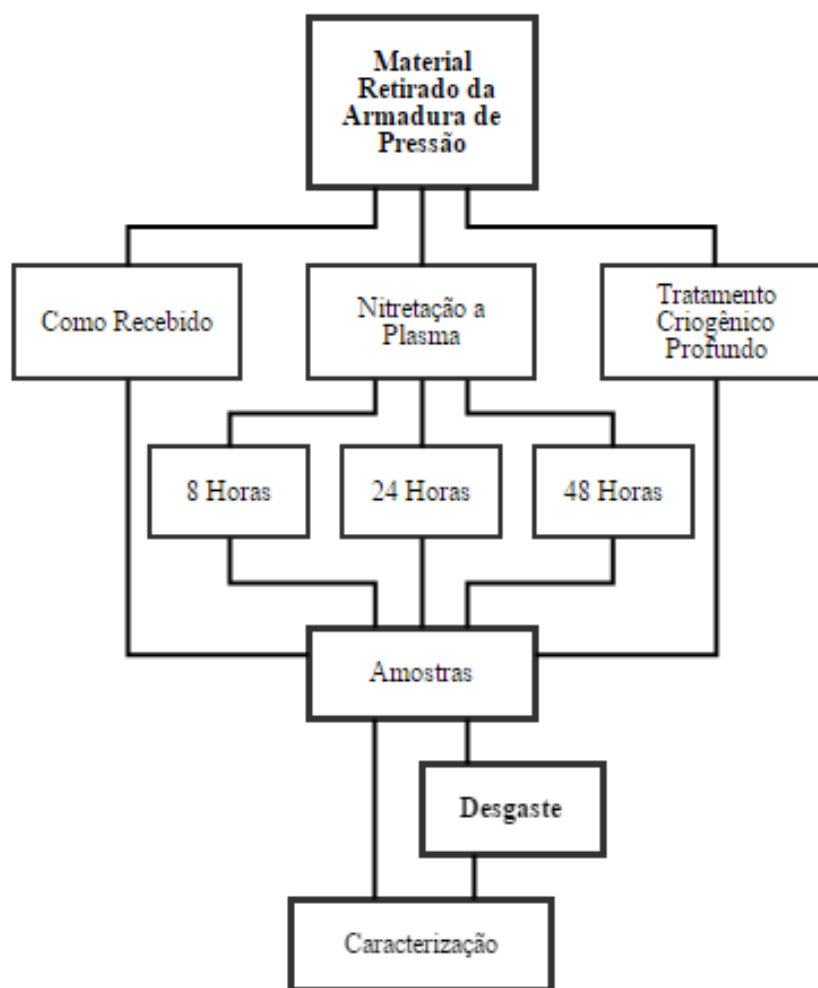 Material
Retirado da
Armadura de
Pressão
Como Recebido
Nitretação a
Plasma
Tratamento
Criogênico
Profundo
8 Horas
24 Horas
48 Horas
Amostras
Desgaste
Caracterização